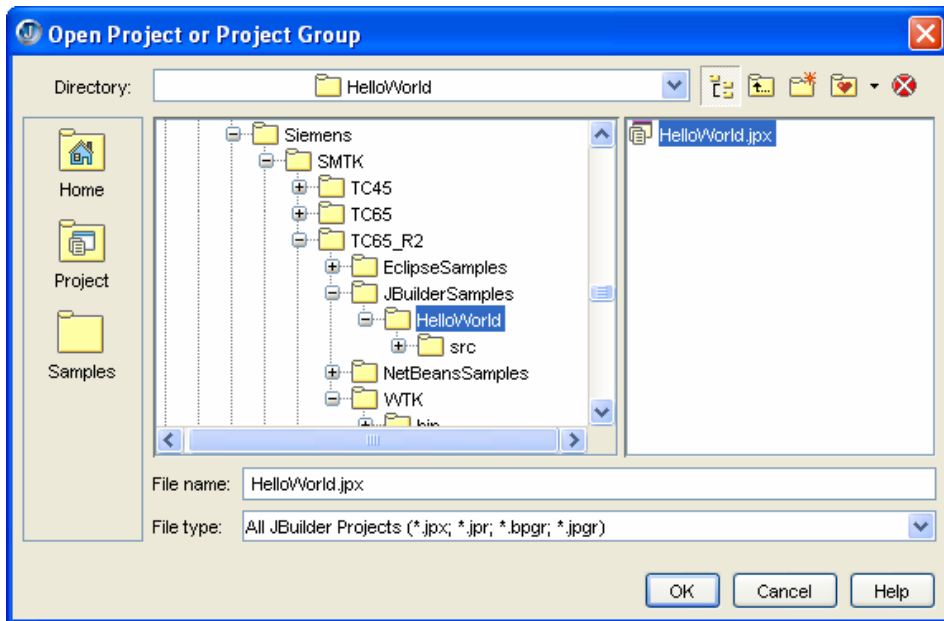 Open Project or Project Group
Directory:
HelloWorld
Home
Project
Samples
Siemens
SMTK
TC45
TC65
TC65_R2
EclipseSamples
JBuilderSamples
HelloWorld
src
NetBeansSamples
WTK
bin
HelloWorld.jpx
File name: HelloWorld.jpx
File type: All JBuilder Projects (*.jpx; *.jpr; *.bpgr; *.jpgr)
OK Cancel Help